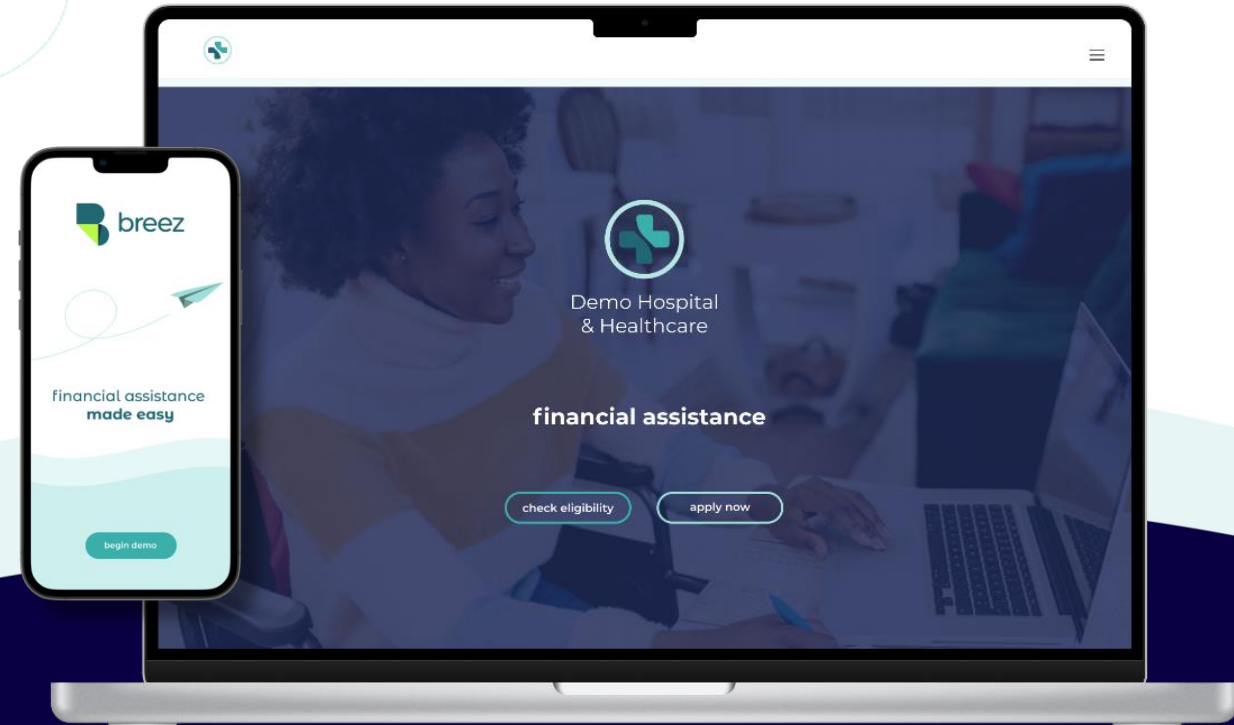 breez
financial assistance
made easy
begin demo
Demo Hospital
& Healthcare
financial assistance
check eligibility
apply now